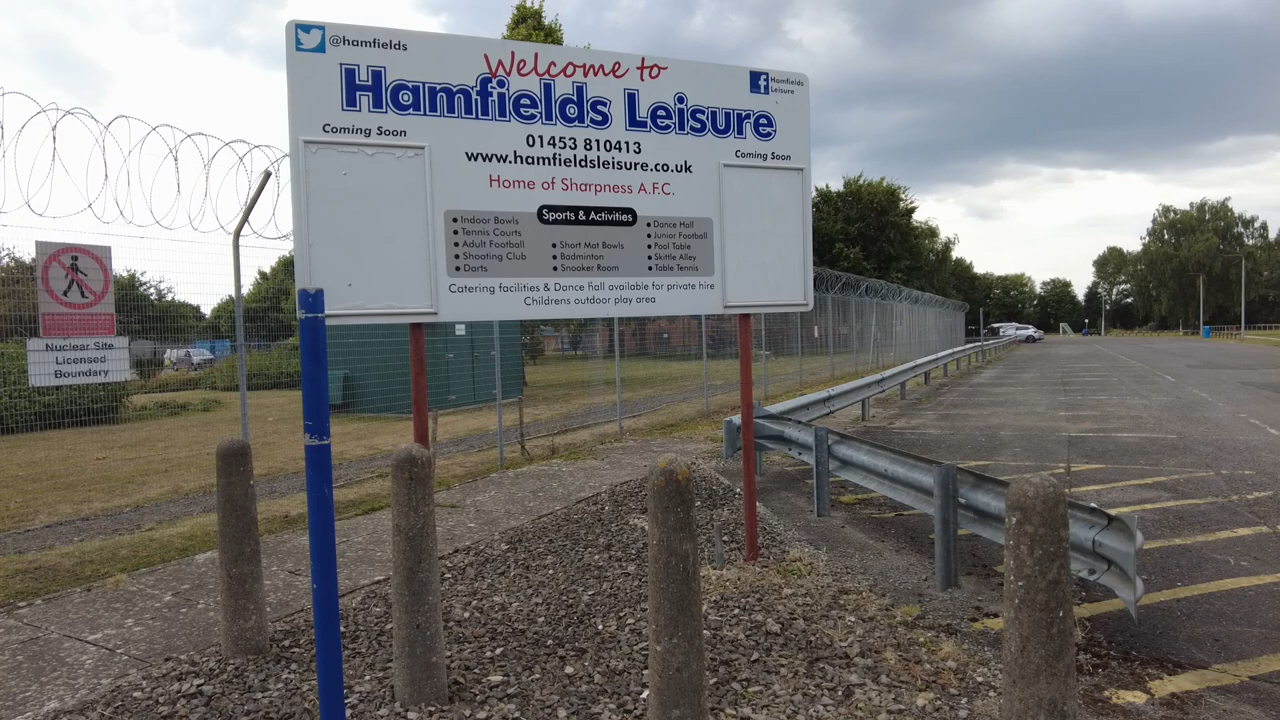 @hamfields
Welcome to
Hamfields
Leisure
Hamfields Leisure
Coming Soon
01453 810413
www.hamfieldsleisure.co.uk
Coming Soon
Home of Sharpness A.F.C.
Sports & Activities
Indoor Bowls
Tennis Courts
Adult Football
Shooting Club
Darts
Short Mat Bowls
Badminton
Snooker Room
Dance Hall
Junior Football
Pool Table
Skittle Alley
Table Tennis
Catering facilities & Dance hall available for private hire
Childrens outdoor play area
Nuclear Site
Licensed
Boundary